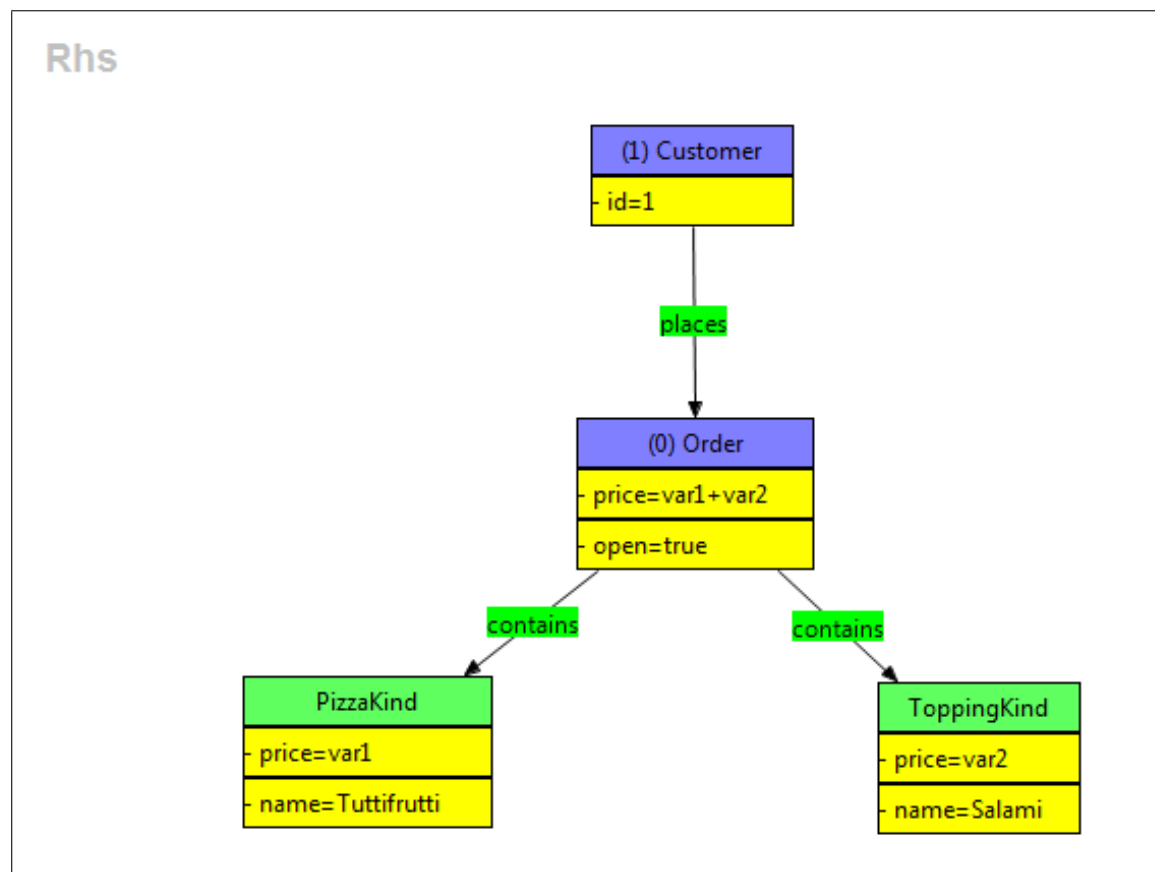 Rhs
(1) Customer
- id=1
places
(0) Order
- price=var1+var2
- open=true
contains
contains
PizzaKind
- price=var1
- name=Tuttifrutti
ToppingKind
- price=var2
- name=Salami